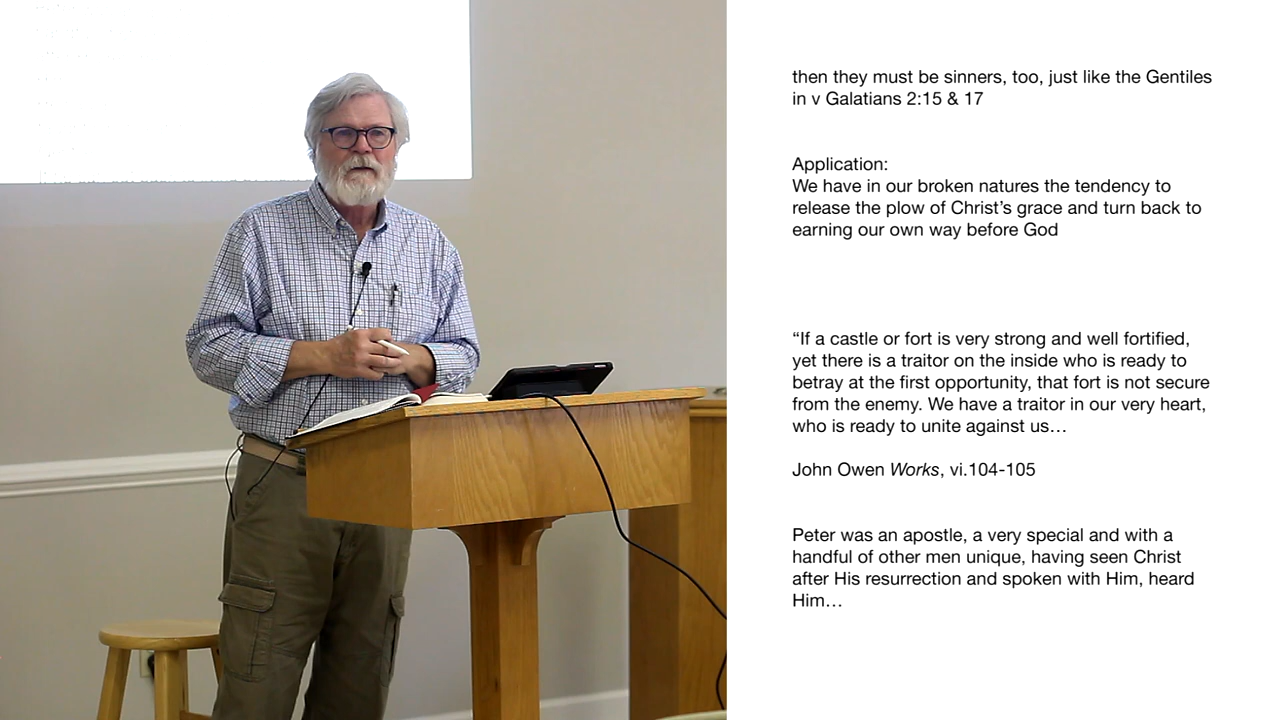 then they must be sinners, too, just like the Gentiles
in v Galatians 2:15 & 17
Application:
We have in our broken natures the tendency to
release the plow of Christ’s grace and turn back to
earning our own way before God
“If a castle or fort is very strong and well fortified,
yet there is a traitor on the inside who is ready to
betray at the first opportunity, that fort is not secure
from the enemy. We have a traitor in our very heart,
who is ready to unite against us…
John Owen Works, vi.104-105
Peter was an apostle, a very special and with a
handful of other men unique, having seen Christ
after His resurrection and spoken with Him, heard
Him…